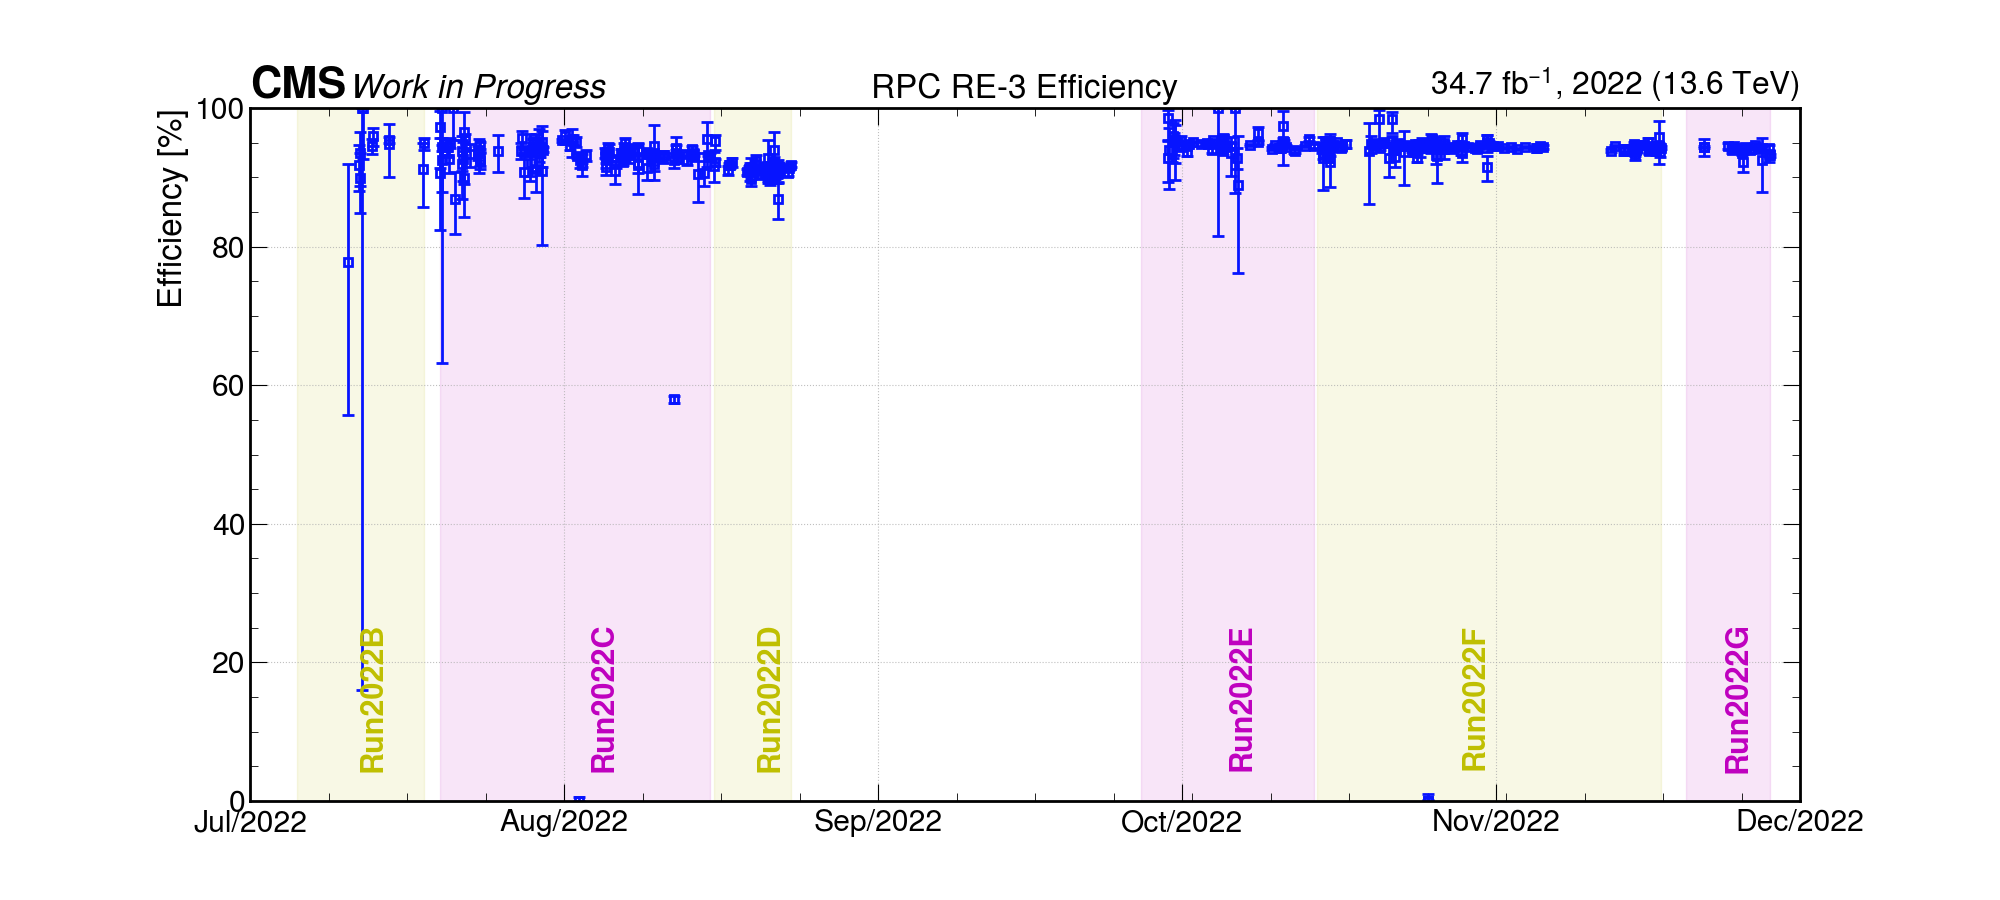 CMS Work in Progress RPC RE-3 Efficiency 34.7 fb⁻¹, 2022 (13.6 TeV)
Efficiency [%]
100
80
60
40
20
0
Run2022B
Run2022C
Run2022D
Run2022E
Run2022F
Run2022G
Jul/2022 Aug/2022 Sep/2022 Oct/2022 Nov/2022 Dec/2022